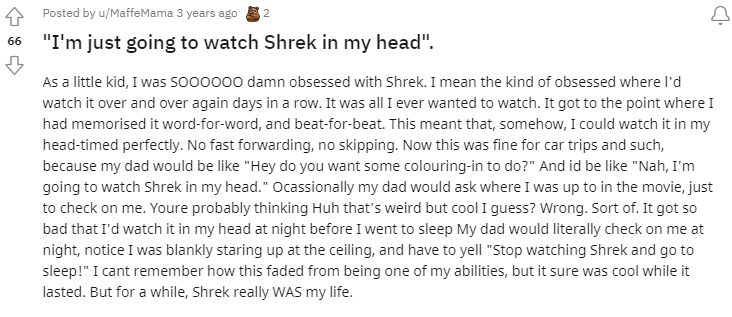 Posted by u/MaffeMama 3 years ago 2
66
"I'm just going to watch Shrek in my head".
As a little kid, I was SOOOOOO damn obsessed with Shrek. I mean the kind of obsessed where I'd
watch it over and over again days in a row. It was all I ever wanted to watch. It got to the point where I
had memorised it word-for-word, and beat-for-beat. This meant that, somehow, I could watch it in my
head-timed perfectly. No fast forwarding, no skipping. Now this was fine for car trips and such,
because my dad would be like "Hey do you want some colouring-in to do?" And id be like "Nah, I'm
going to watch Shrek in my head." Ocassionally my dad would ask where I was up to in the movie, just
to check on me. Youre probably thinking Huh that's weird but cool I guess? Wrong. Sort of. It got so
bad that I'd watch it in my head at night before I went to sleep My dad would literally check on me at
night, notice I was blankly staring up at the ceiling, and have to yell "Stop watching Shrek and go to
sleep!" I cant remember how this faded from being one of my abilities, but it sure was cool while it
lasted. But for a while, Shrek really WAS my life.